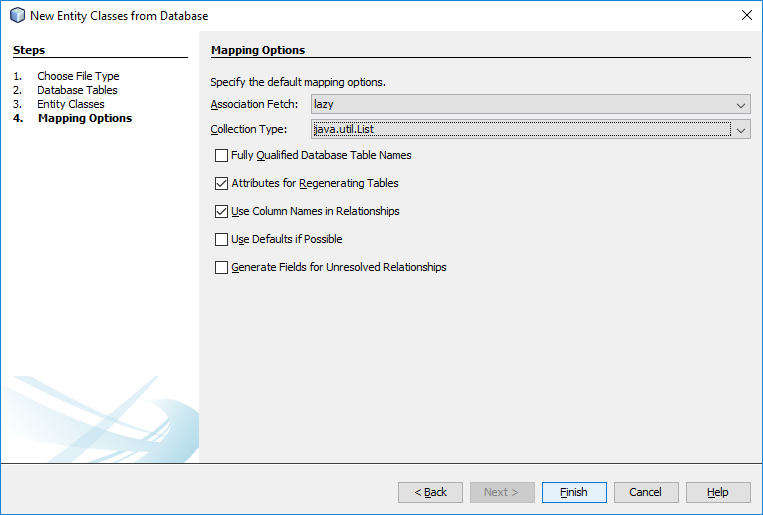 New Entity Classes from Database
Steps
1. Choose File Type
2. Database Tables
3. Entity Classes
4. Mapping Options
Mapping Options
Specify the default mapping options.
Association Fetch: lazy
Collection Type: java.util.List
Fully Qualified Database Table Names
Attributes for Regenerating Tables
Use Column Names in Relationships
Use Defaults if Possible
Generate Fields for Unresolved Relationships
< Back Next > Finish Cancel Help